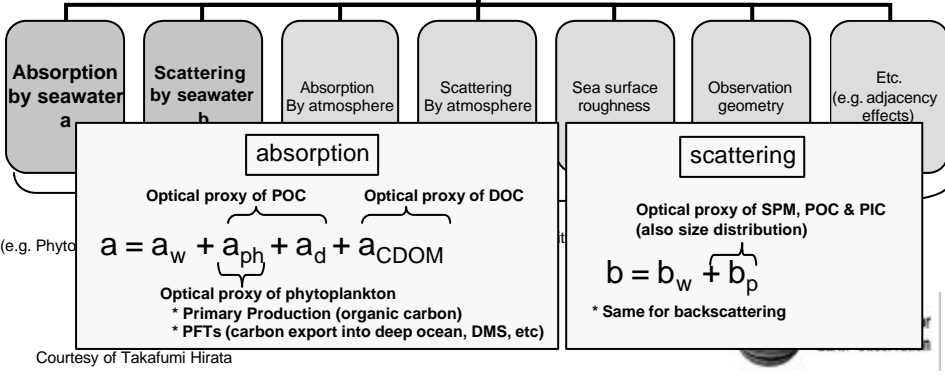 Absorption
by seawater
a
Scattering
by seawater
b
Absorption
By atmosphere
Scattering
By atmosphere
Sea surface
roughness
Observation
geometry
Etc.
(e.g. adjacency
effects)
absorption
Optical proxy of POC
Optical proxy of DOC
a = a_w + a_ph + a_d + a_CDOM
Optical proxy of phytoplankton
* Primary Production (organic carbon)
* PFTs (carbon export into deep ocean, DMS, etc)
scattering
Optical proxy of SPM, POC & PIC
(also size distribution)
b = b_w + b_p
* Same for backscattering
(e.g. Phyto
Courtesy of Takafumi Hirata